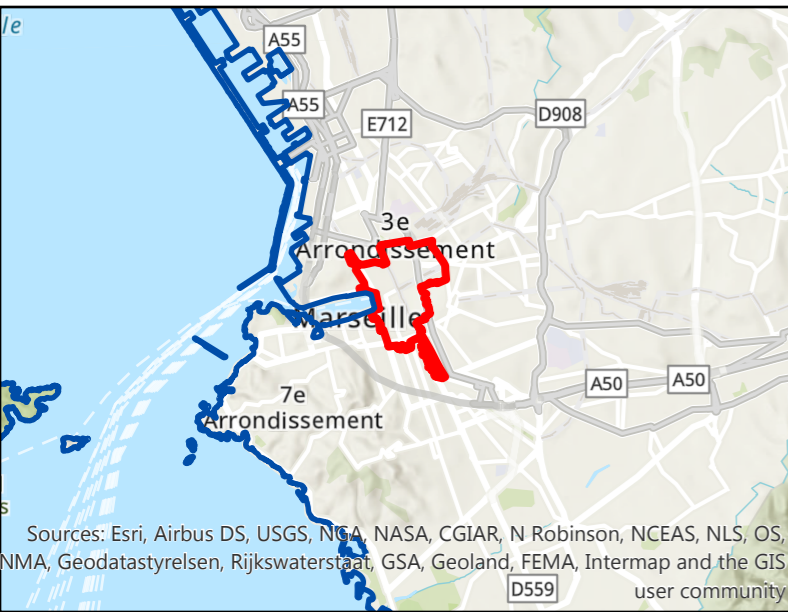 le
A55
A55
E712
D908
3e
Arrondissement
Marseille
7e
Arrondissement
A50
A50
s
Sources: Esri, Airbus DS, USGS, NGA, NASA, CGIAR, N Robinson, NCEAS, NLS, OS,
NMA, Geodatastyrelsen, Rijkswaterstaat, GSA, Geoland, FEMA, Intermap and the GIS
user community
D559